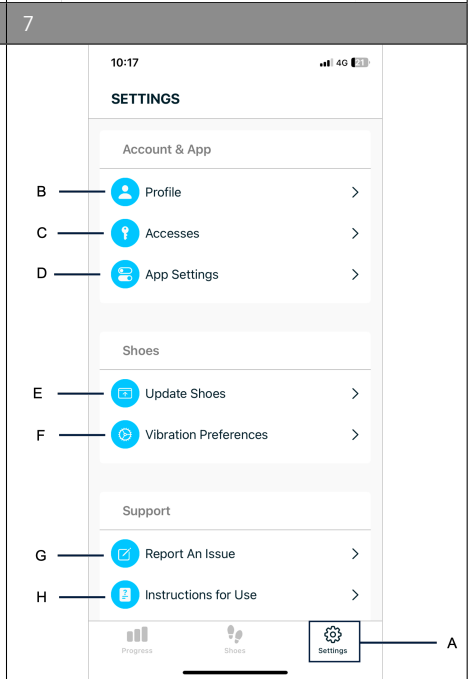 7
10:17 4G 21
SETTINGS
Account & App
B Profile
C Accesses
D App Settings
Shoes
E Update Shoes
F Vibration Preferences
Support
G Report An Issue
H Instructions for Use
Progress Shoes Settings A